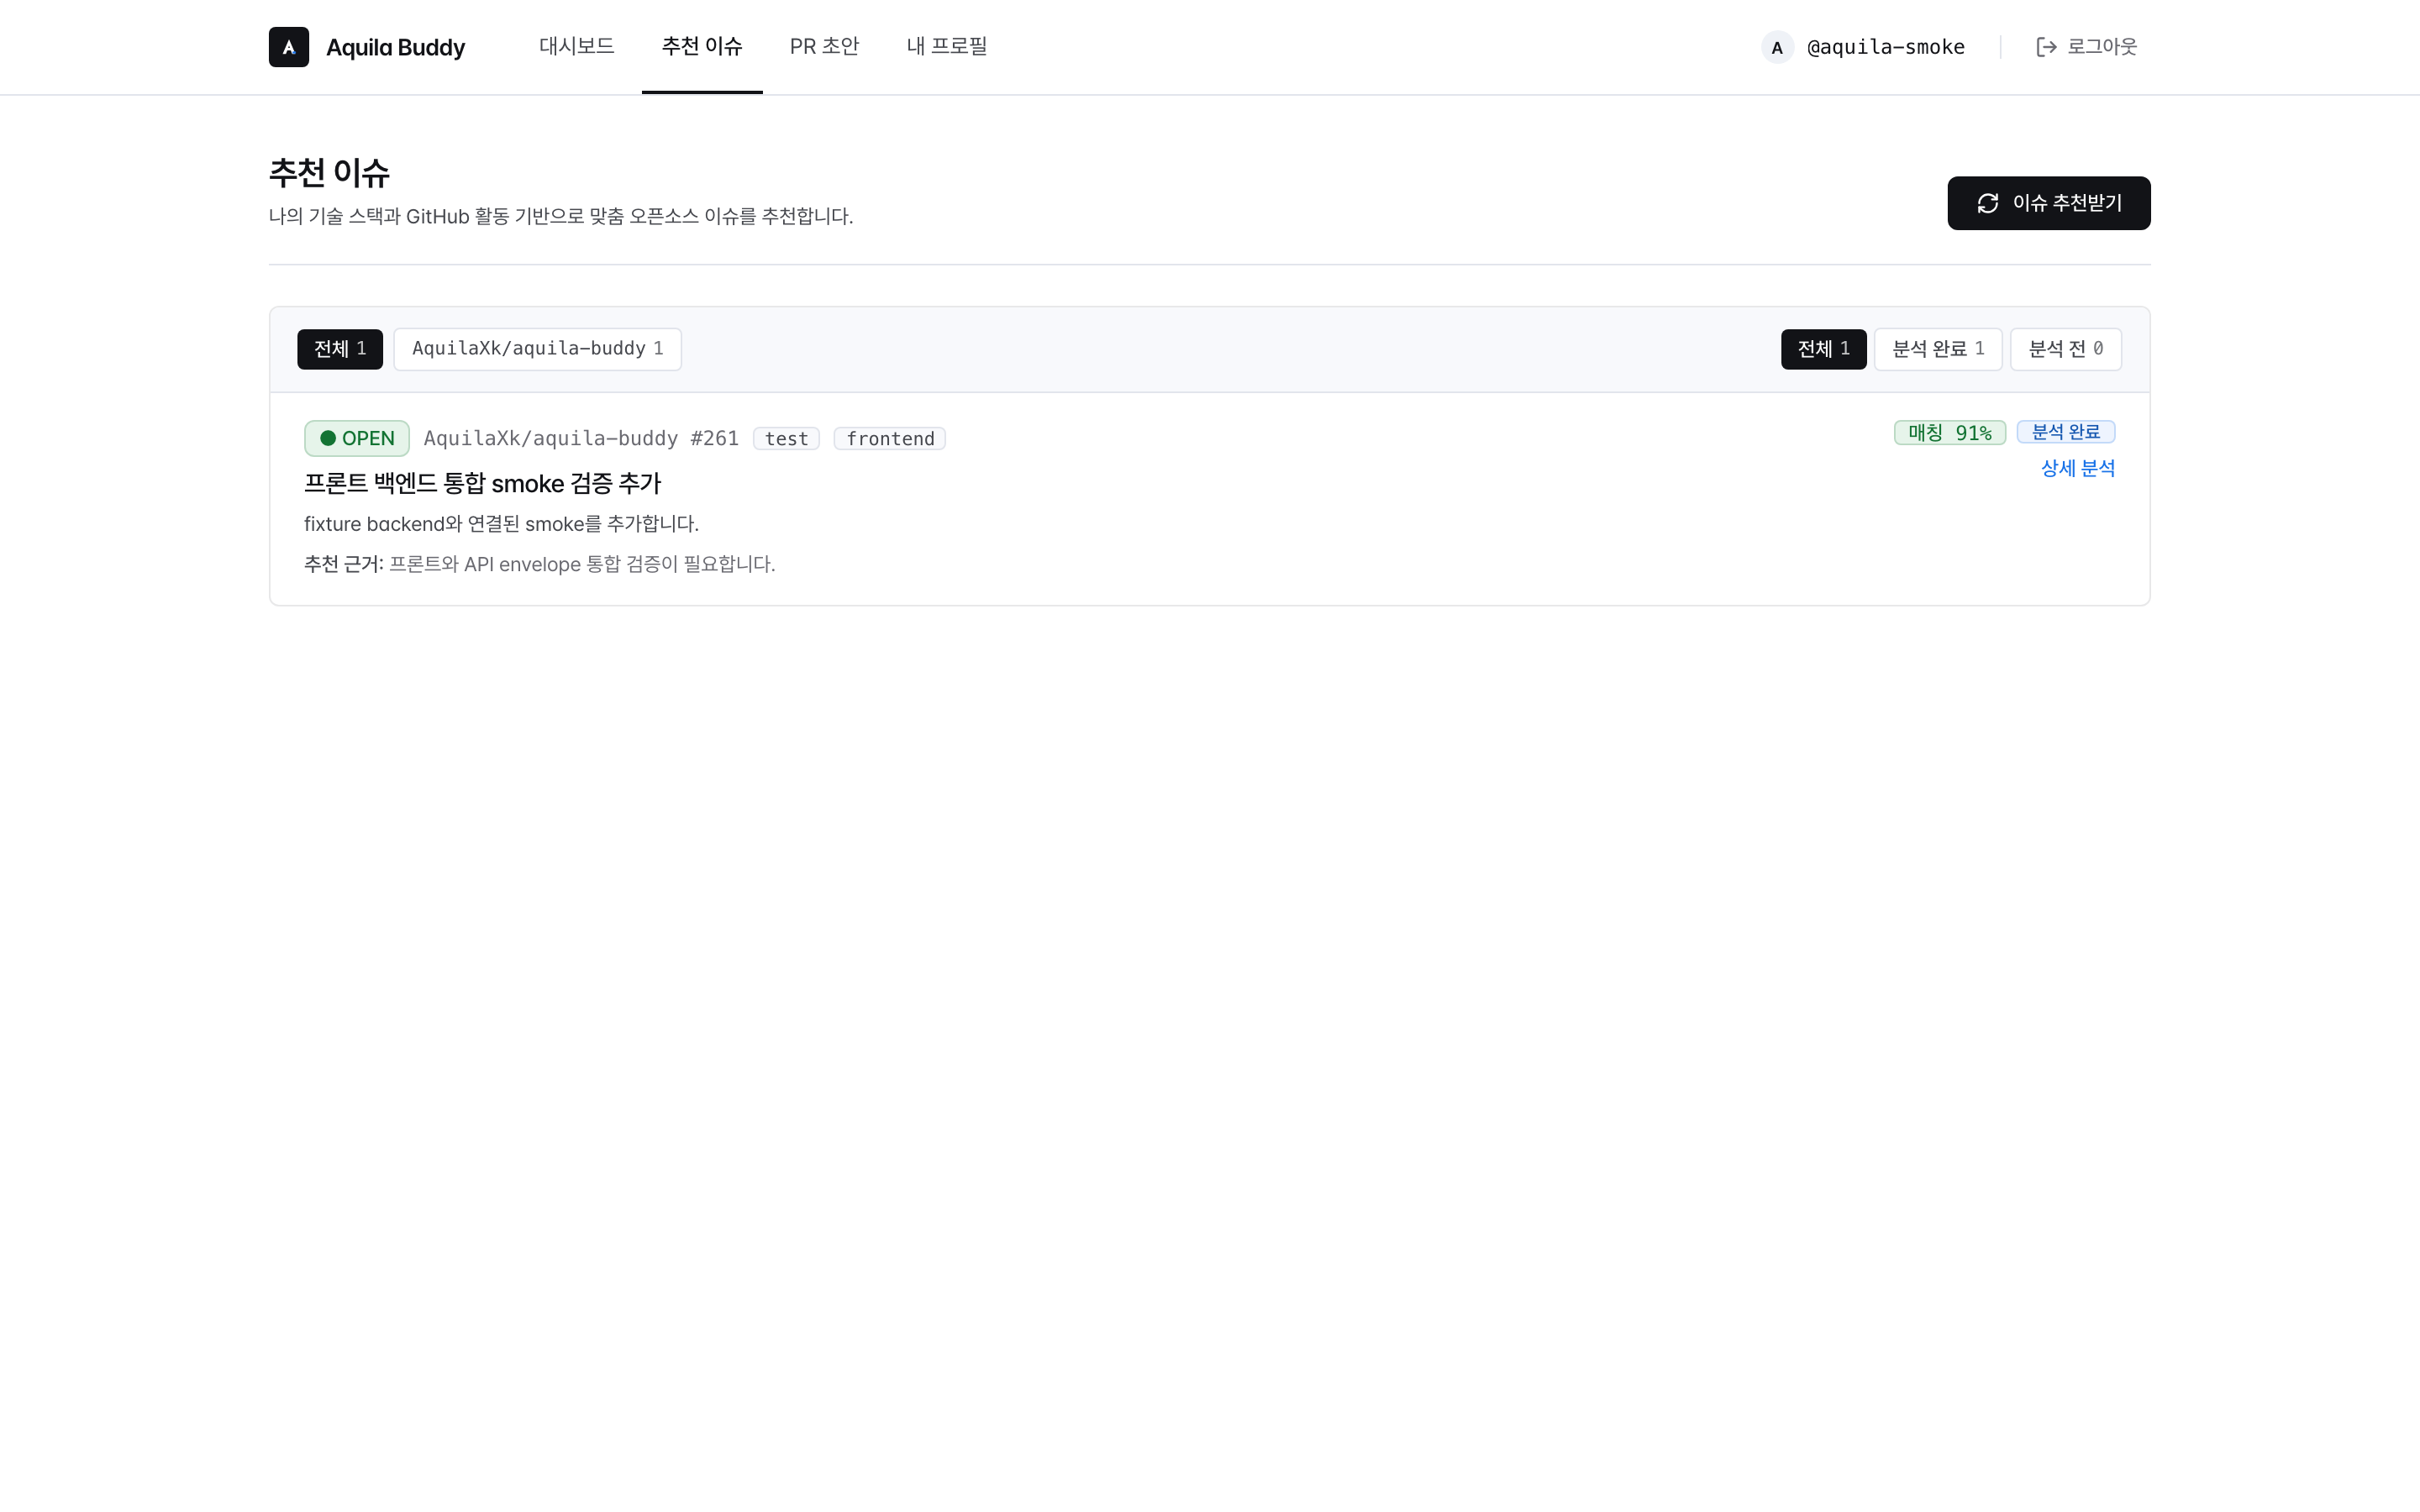 A Aquila Buddy 대시보드 추천 이슈 PR 초안 내 프로필 A @aquila-smoke 로그아웃
추천 이슈
나의 기술 스택과 GitHub 활동 기반으로 맞춤 오픈소스 이슈를 추천합니다.
이슈 추천받기
전체 1 AquilaXk/aquila-buddy 1 전체 1 분석 완료 1 분석 전 0
OPEN AquilaXk/aquila-buddy #261 test frontend 매칭 91% 분석 완료
상세 분석
프론트 백엔드 통합 smoke 검증 추가
fixture backend와 연결된 smoke를 추가합니다.
추천 근거: 프론트와 API envelope 통합 검증이 필요합니다.